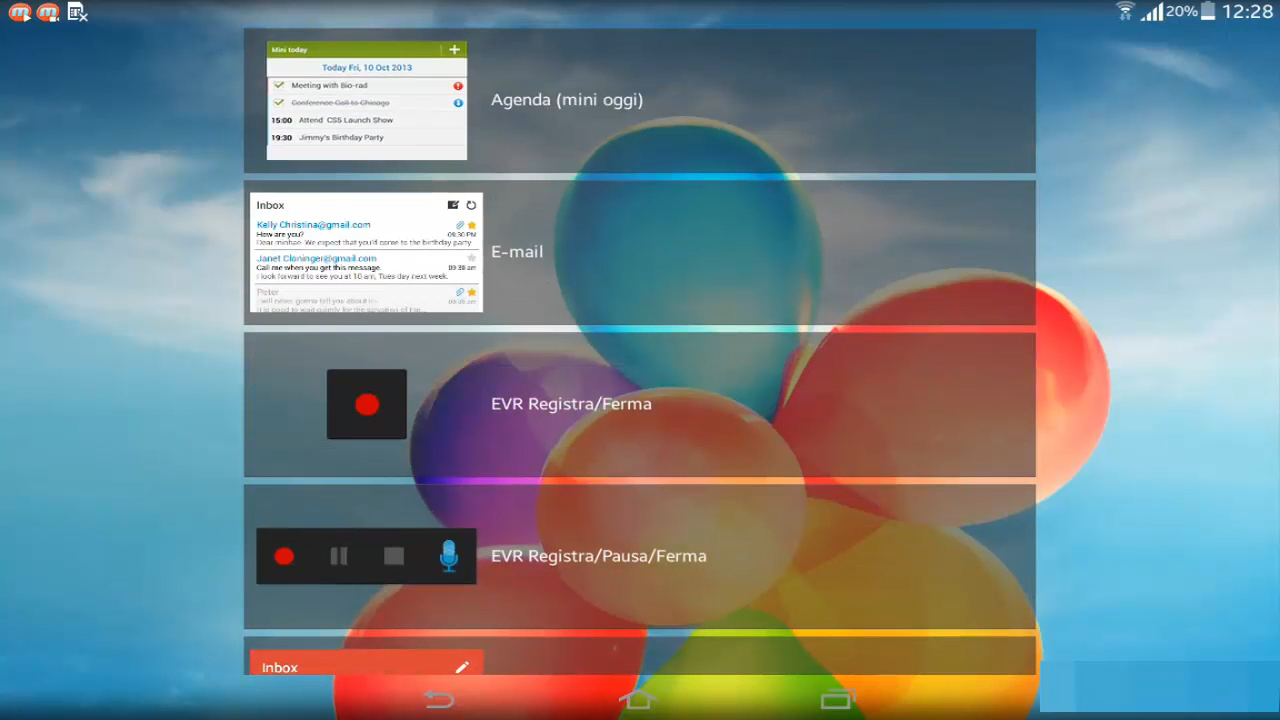 20% 12:28
Mini today
Today Fri, 10 Oct 2013
Meeting with Bio-rad
Conference Call to Chicago
15:00 Attend CS5 Launch Show
19:30 Jimmy's Birthday Party
Agenda (mini oggi)
Inbox
Kelly Christina@gmail.com
How are you? 09:30 PM
Dear minhae. We expect that you'd came to the birthday party
Janet Cloninger@gmail.com
Call me when you get this message. 09:38 am
I look forward to see you at 10 am, Tues day next week.
Peter
E-mail
EVR Registra/Ferma
EVR Registra/Pausa/Ferma
Inbox